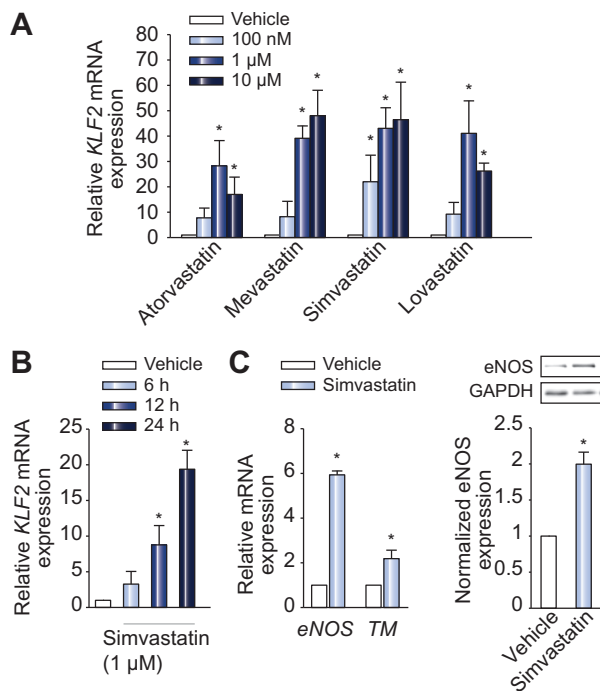 A
Vehicle
100 nM
1 µM
10 µM
Relative KLF2 mRNA
expression
80
70
60
50
40
30
20
10
0
* * * * * * * * *
Atorvastatin
Mevastatin
Simvastatin
Lovastatin
B
Vehicle
6 h
12 h
24 h
Relative KLF2 mRNA
expression
25
20
15
10
5
0
* *
Simvastatin
(1 µM)
C
Vehicle
Simvastatin
Relative mRNA
expression
8
6
4
2
0
* *
eNOS TM
eNOS
GAPDH
Normalized eNOS
expression
2.5
2
1.5
1
0.5
0
*
Vehicle
Simvastatin